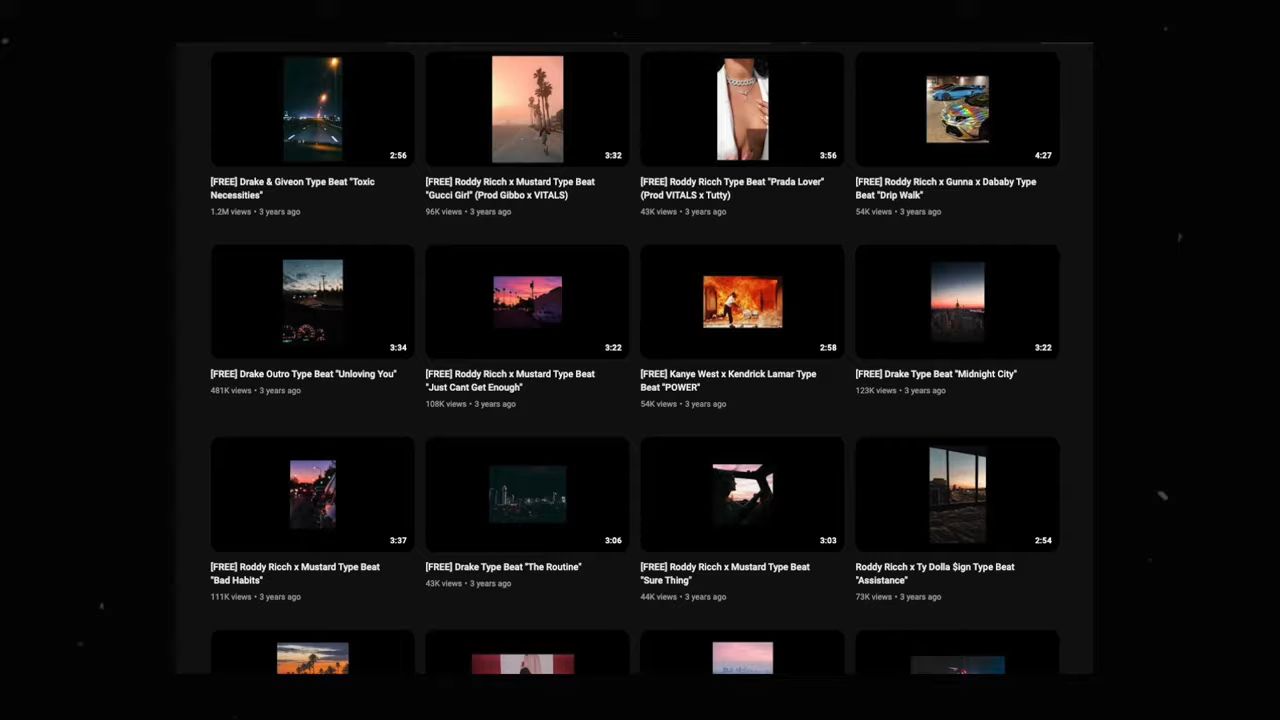 2:56
3:32
3:56
4:27
[FREE] Drake & Giveon Type Beat "Toxic
Necessities"
1.2M views • 3 years ago
[FREE] Roddy Ricch x Mustard Type Beat
"Gucci Girl" (Prod Gibbo x VITALS)
96K views • 3 years ago
[FREE] Roddy Ricch Type Beat "Prada Lover"
(Prod VITALS x Tutty)
43K views • 3 years ago
[FREE] Roddy Ricch x Gunna x Dababy Type
Beat "Drip Walk"
54K views • 3 years ago
3:34
3:22
2:58
3:22
[FREE] Drake Outro Type Beat "Unloving You"
481K views • 3 years ago
[FREE] Roddy Ricch x Mustard Type Beat
"Just Cant Get Enough"
108K views • 3 years ago
[FREE] Kanye West x Kendrick Lamar Type
Beat "POWER"
54K views • 3 years ago
[FREE] Drake Type Beat "Midnight City"
123K views • 3 years ago
3:37
3:06
3:03
2:54
[FREE] Roddy Ricch x Mustard Type Beat
"Bad Habits"
111K views • 3 years ago
[FREE] Drake Type Beat "The Routine"
43K views • 3 years ago
[FREE] Roddy Ricch x Mustard Type Beat
"Sure Thing"
44K views • 3 years ago
Roddy Ricch x Ty Dolla $ign Type Beat
"Assistance"
73K views • 3 years ago